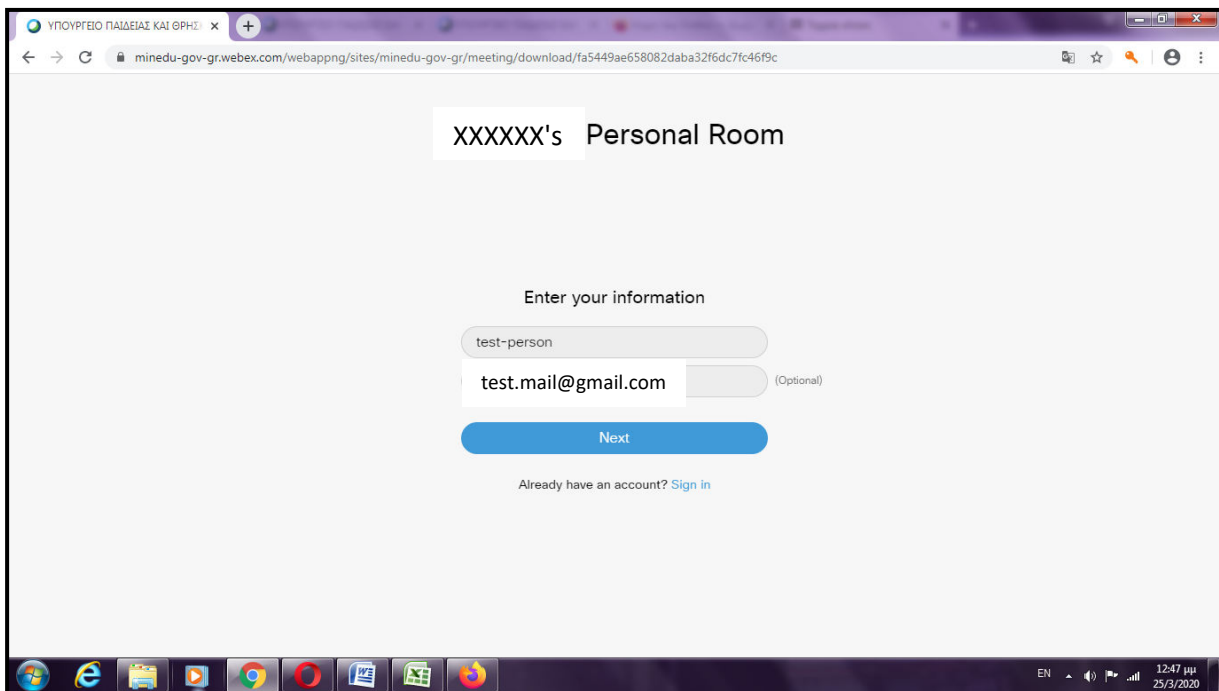 ΥΠΟΥΡΓΕΙΟ ΠΑΙΔΕΙΑΣ ΚΑΙ ΘΡΗΣ
minedu-gov-gr.webex.com/webappng/sites/minedu-gov-gr/meeting/download/fa5449ae658082daba32f6dc7fc46f9c
XXXXXX's Personal Room
Enter your information
test-person
test.mail@gmail.com (Optional)
Next
Already have an account? Sign in
EN 12:47 μμ
25/3/2020